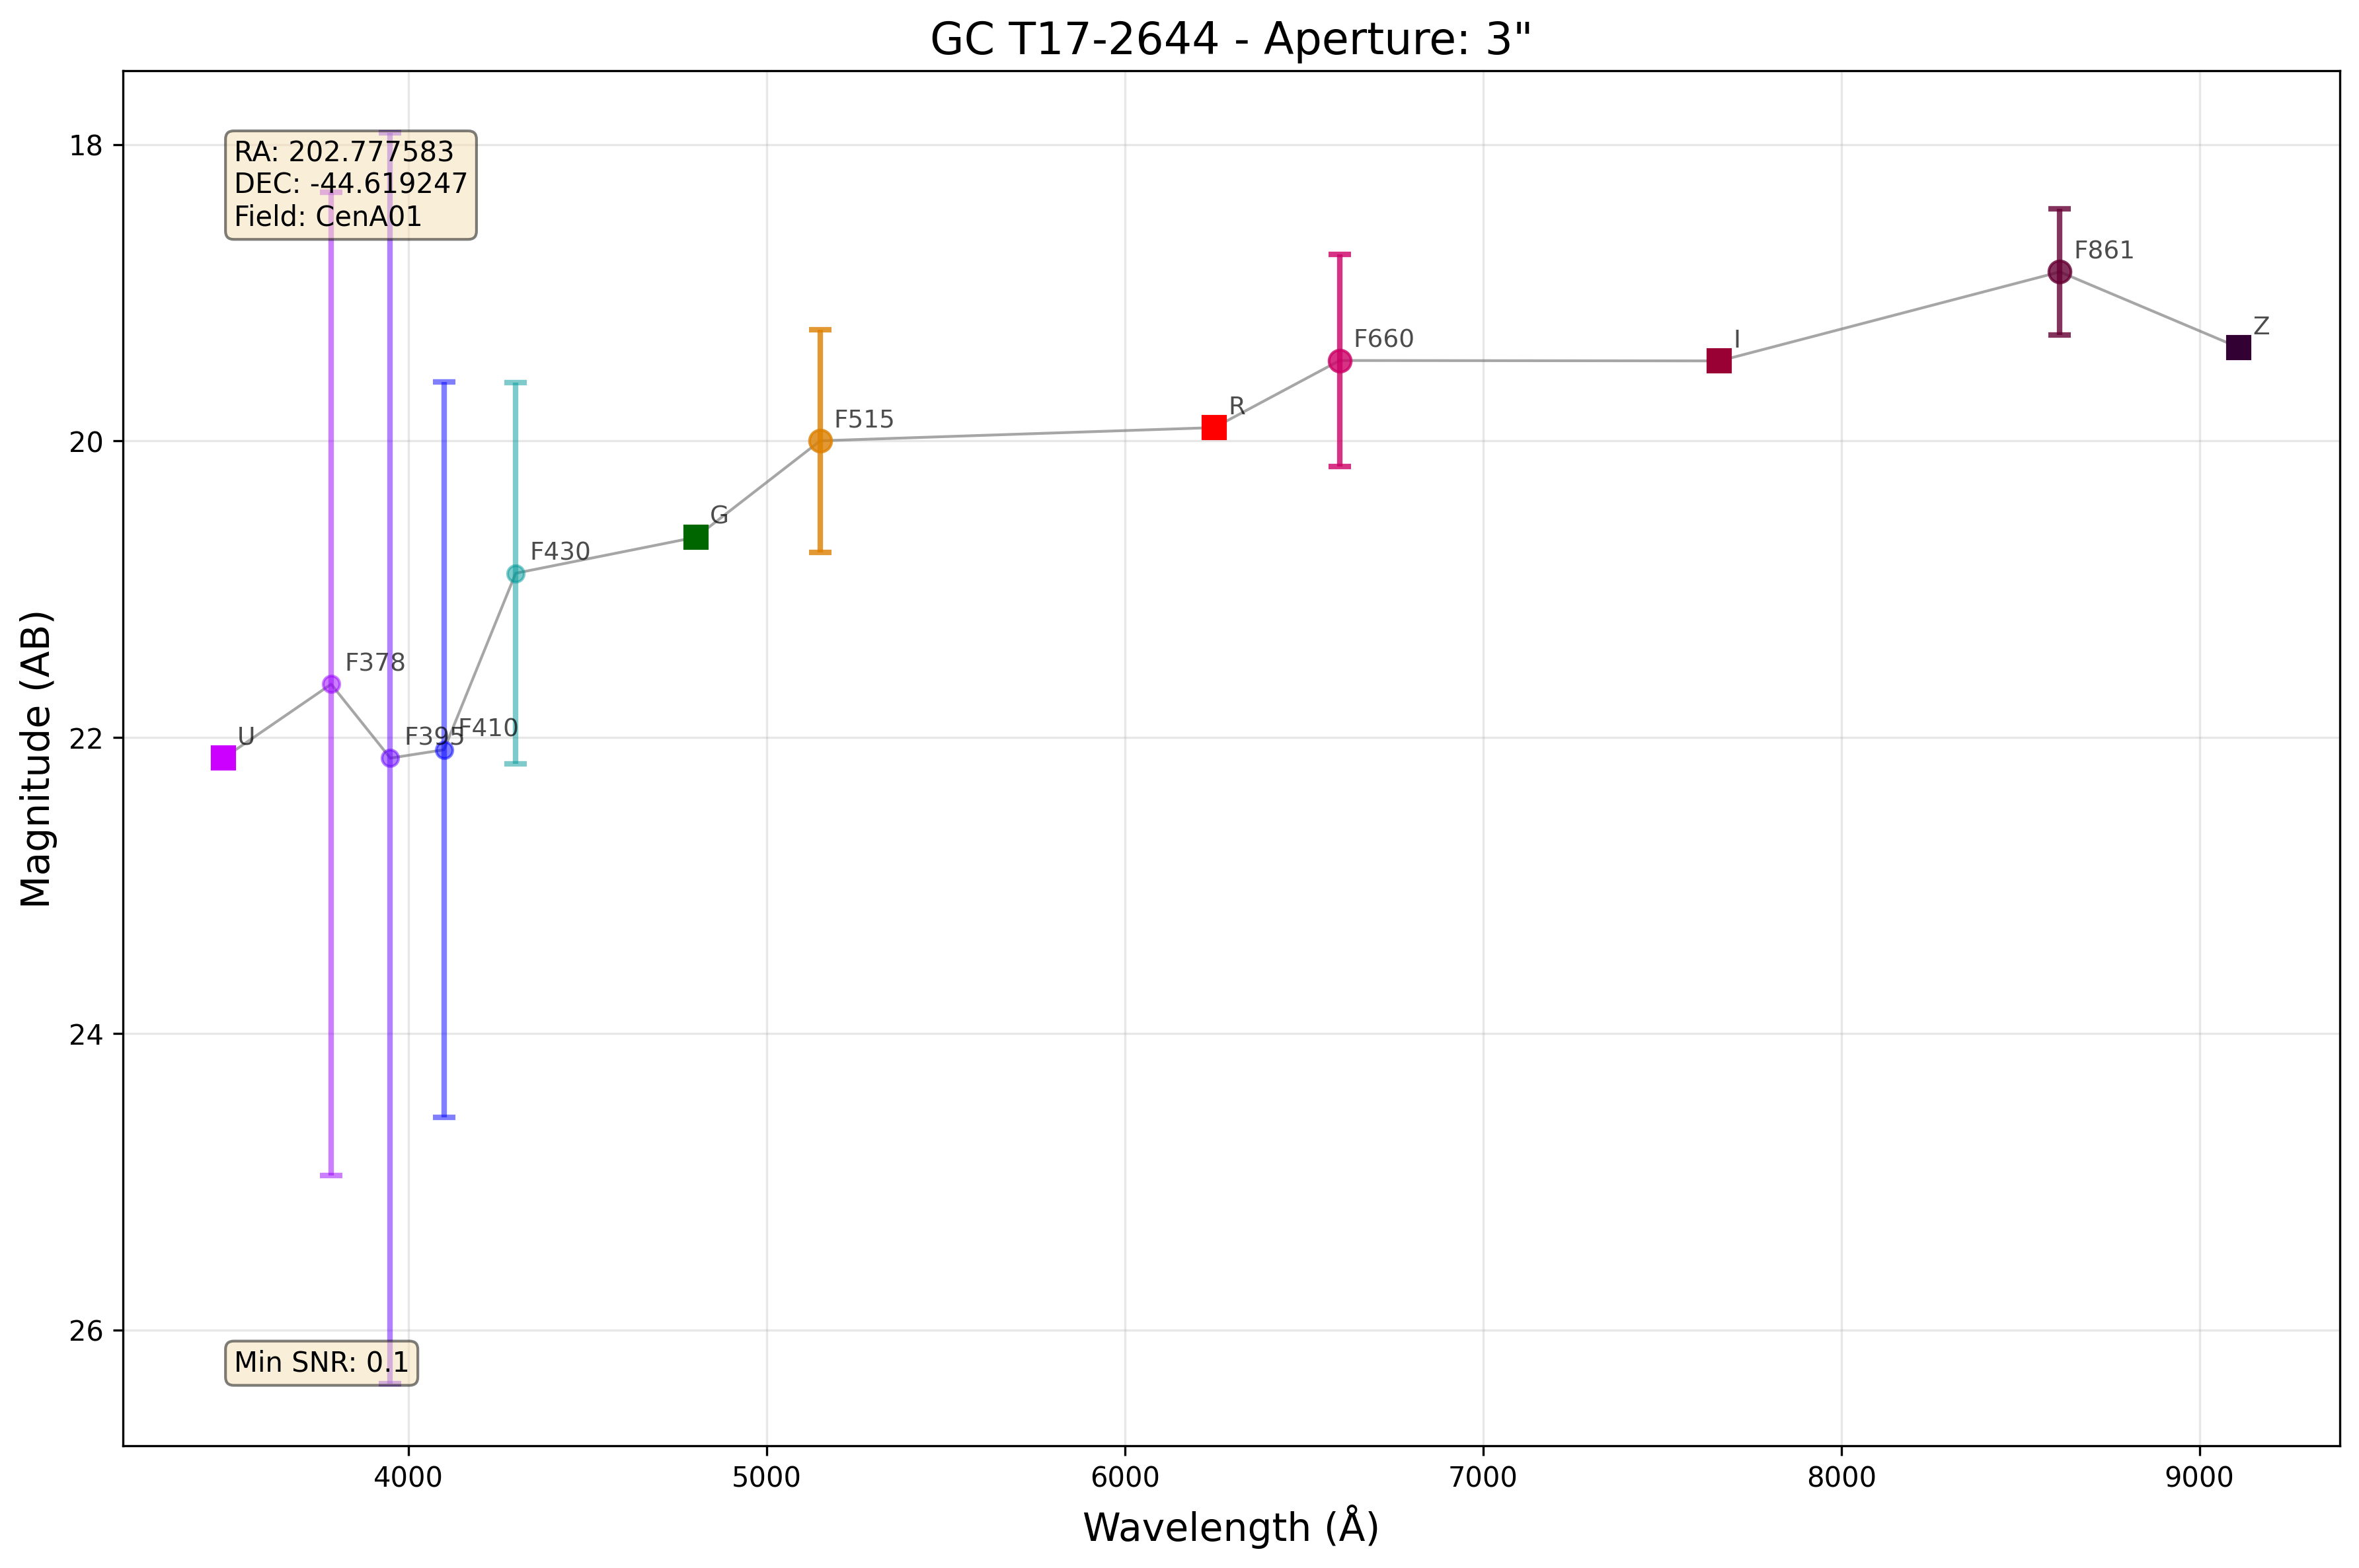 GC T17-2644 - Aperture: 3"
RA: 202.777583
DEC: -44.619247
Field: CenA01
18
20
22
24
26
Magnitude (AB)
U
F378
F395
F410
F430
G
F515
R
F660
I
F861
Z
Min SNR: 0.1
4000
5000
6000
7000
8000
9000
Wavelength (Å)